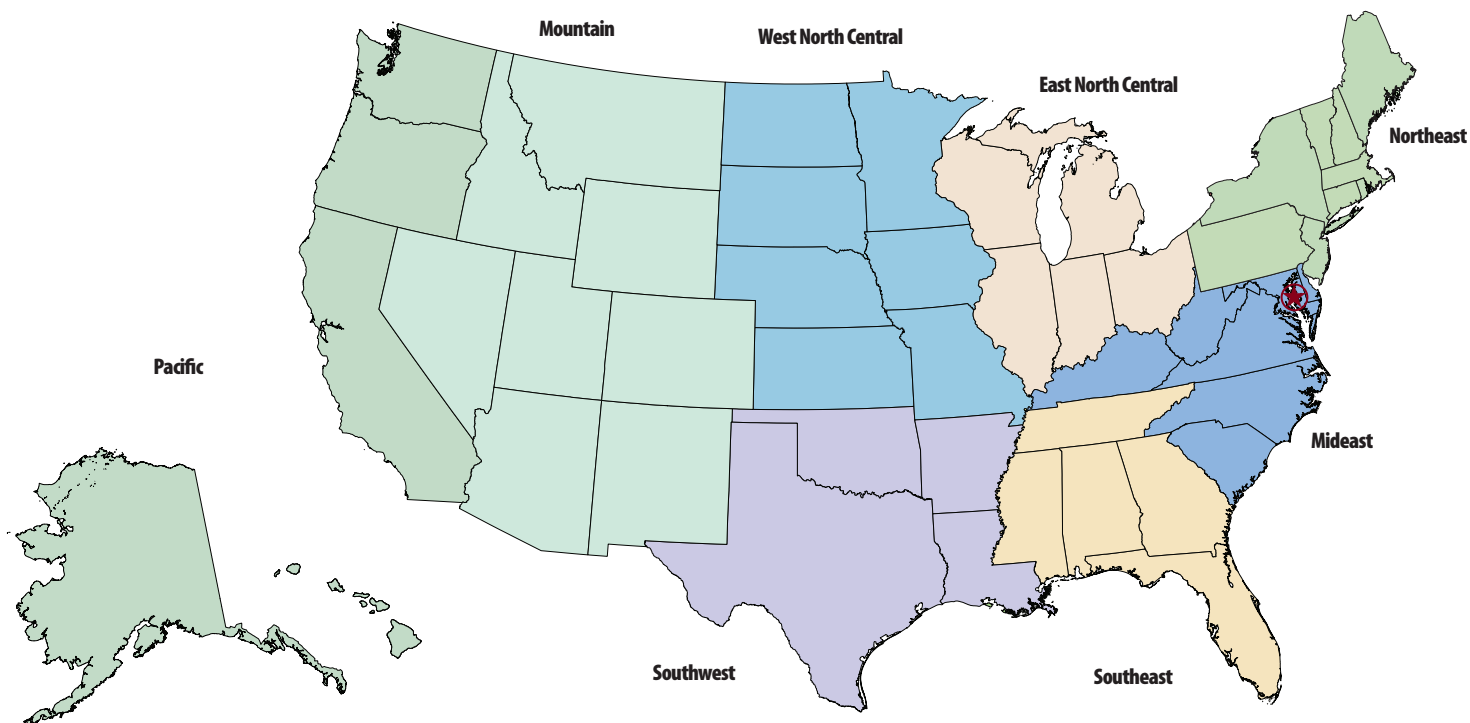 Mountain
West North Central
East North Central
Northeast
Pacific
Mideast
Southwest
Southeast